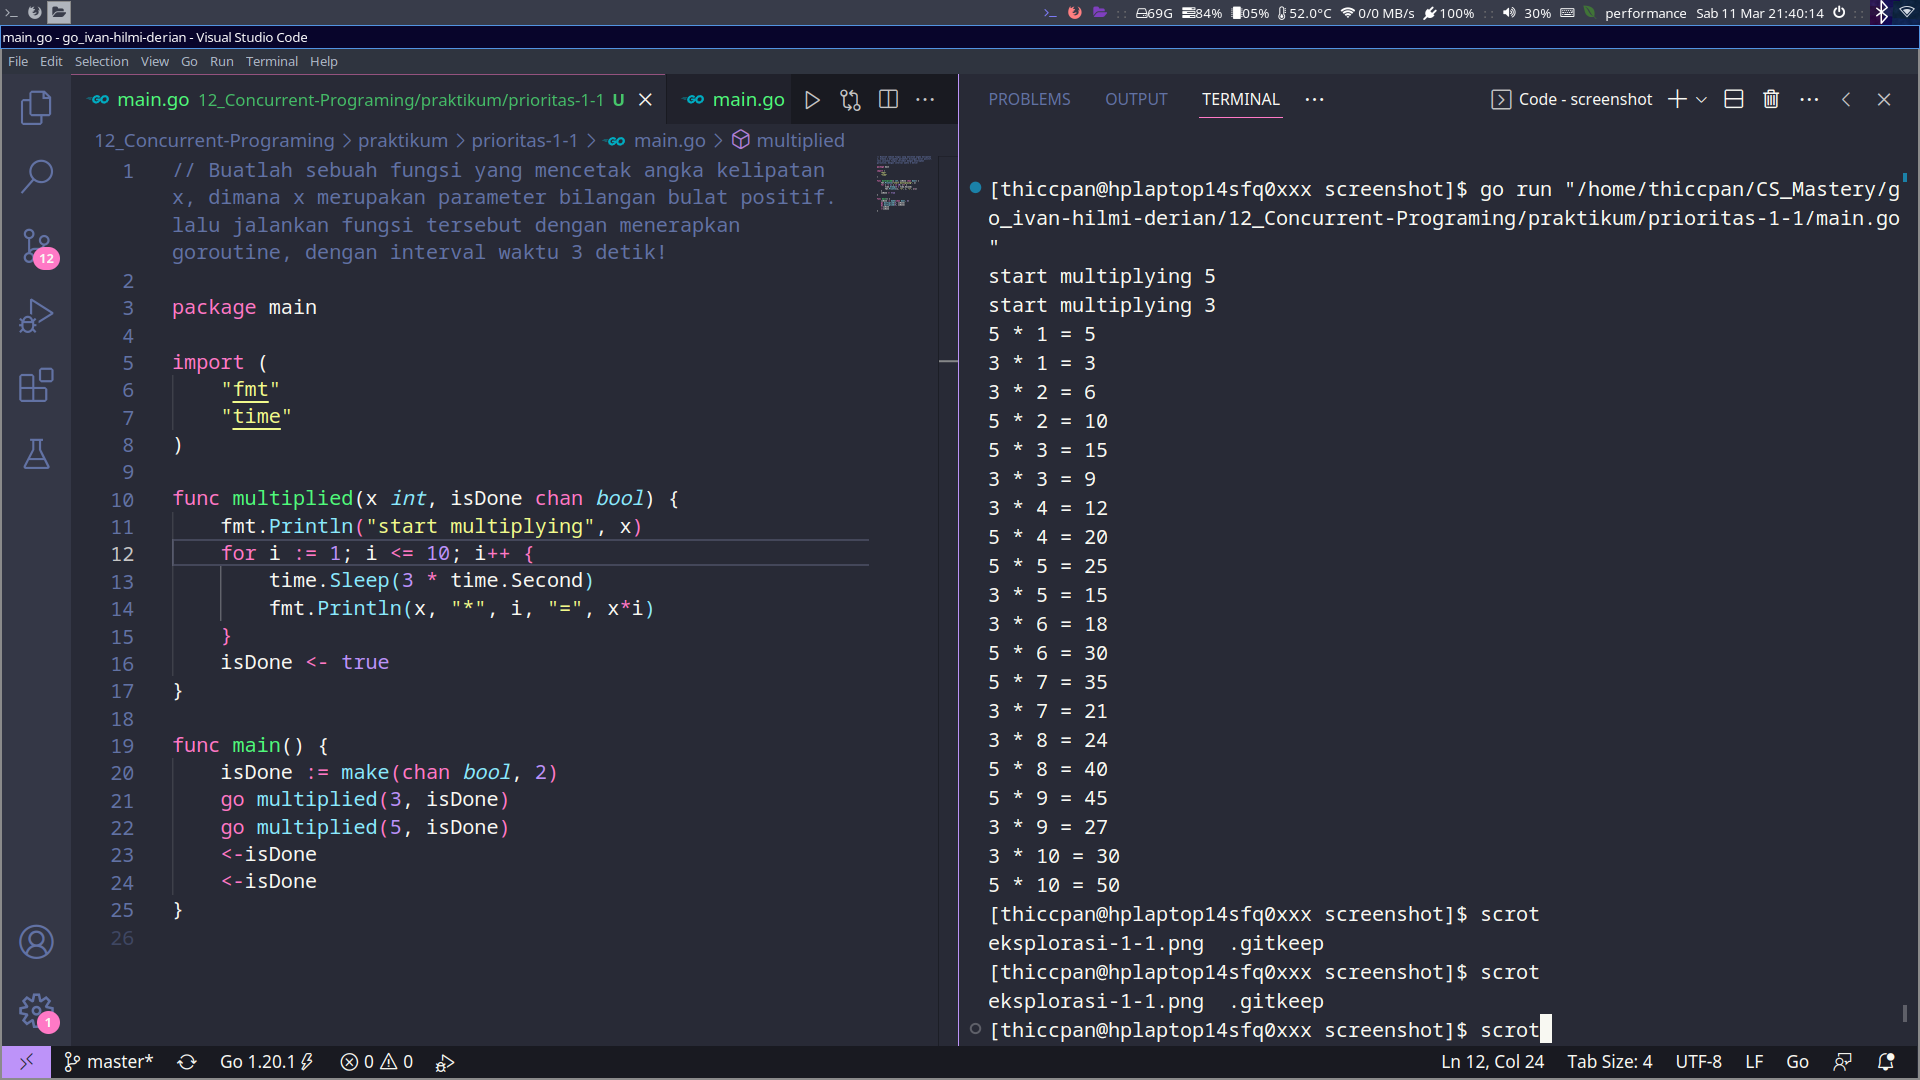 69G 84% 05% 52.0°C 0/0 MB/s 100% 30% performance Sab 11 Mar 21:40:14
main.go - go_ivan-hilmi-derian - Visual Studio Code
File Edit Selection View Go Run Terminal Help
main.go 12_Concurrent-Programing/praktikum/prioritas-1-1 U
main.go
12_Concurrent-Programing > praktikum > prioritas-1-1 > main.go > multiplied
1 // Buatlah sebuah fungsi yang mencetak angka kelipatan
x, dimana x merupakan parameter bilangan bulat positif.
lalu jalankan fungsi tersebut dengan menerapkan
goroutine, dengan interval waktu 3 detik!
2
3 package main
4
5 import (
6 "fmt"
7 "time"
8 )
9
10 func multiplied(x int, isDone chan bool) {
11 fmt.Println("start multiplying", x)
12 for i := 1; i <= 10; i++ {
13 time.Sleep(3 * time.Second)
14 fmt.Println(x, "*", i, "=", x*i)
15 }
16 isDone <- true
17 }
18
19 func main() {
20 isDone := make(chan bool, 2)
21 go multiplied(3, isDone)
22 go multiplied(5, isDone)
23 <-isDone
24 <-isDone
25 }
26
12
1
PROBLEMS OUTPUT TERMINAL Code - screenshot
[thiccpan@hplaptop14sfq0xxx screenshot]$ go run "/home/thiccpan/CS_Mastery/g
o_ivan-hilmi-derian/12_Concurrent-Programing/praktikum/prioritas-1-1/main.go
"
start multiplying 5
start multiplying 3
5 * 1 = 5
3 * 1 = 3
3 * 2 = 6
5 * 2 = 10
5 * 3 = 15
3 * 3 = 9
3 * 4 = 12
5 * 4 = 20
5 * 5 = 25
3 * 5 = 15
3 * 6 = 18
5 * 6 = 30
5 * 7 = 35
3 * 7 = 21
3 * 8 = 24
5 * 8 = 40
5 * 9 = 45
3 * 9 = 27
3 * 10 = 30
5 * 10 = 50
[thiccpan@hplaptop14sfq0xxx screenshot]$ scrot
eksplorasi-1-1.png .gitkeep
[thiccpan@hplaptop14sfq0xxx screenshot]$ scrot
eksplorasi-1-1.png .gitkeep
[thiccpan@hplaptop14sfq0xxx screenshot]$ scrot
master* Go 1.20.1 0 0 Ln 12, Col 24 Tab Size: 4 UTF-8 LF Go